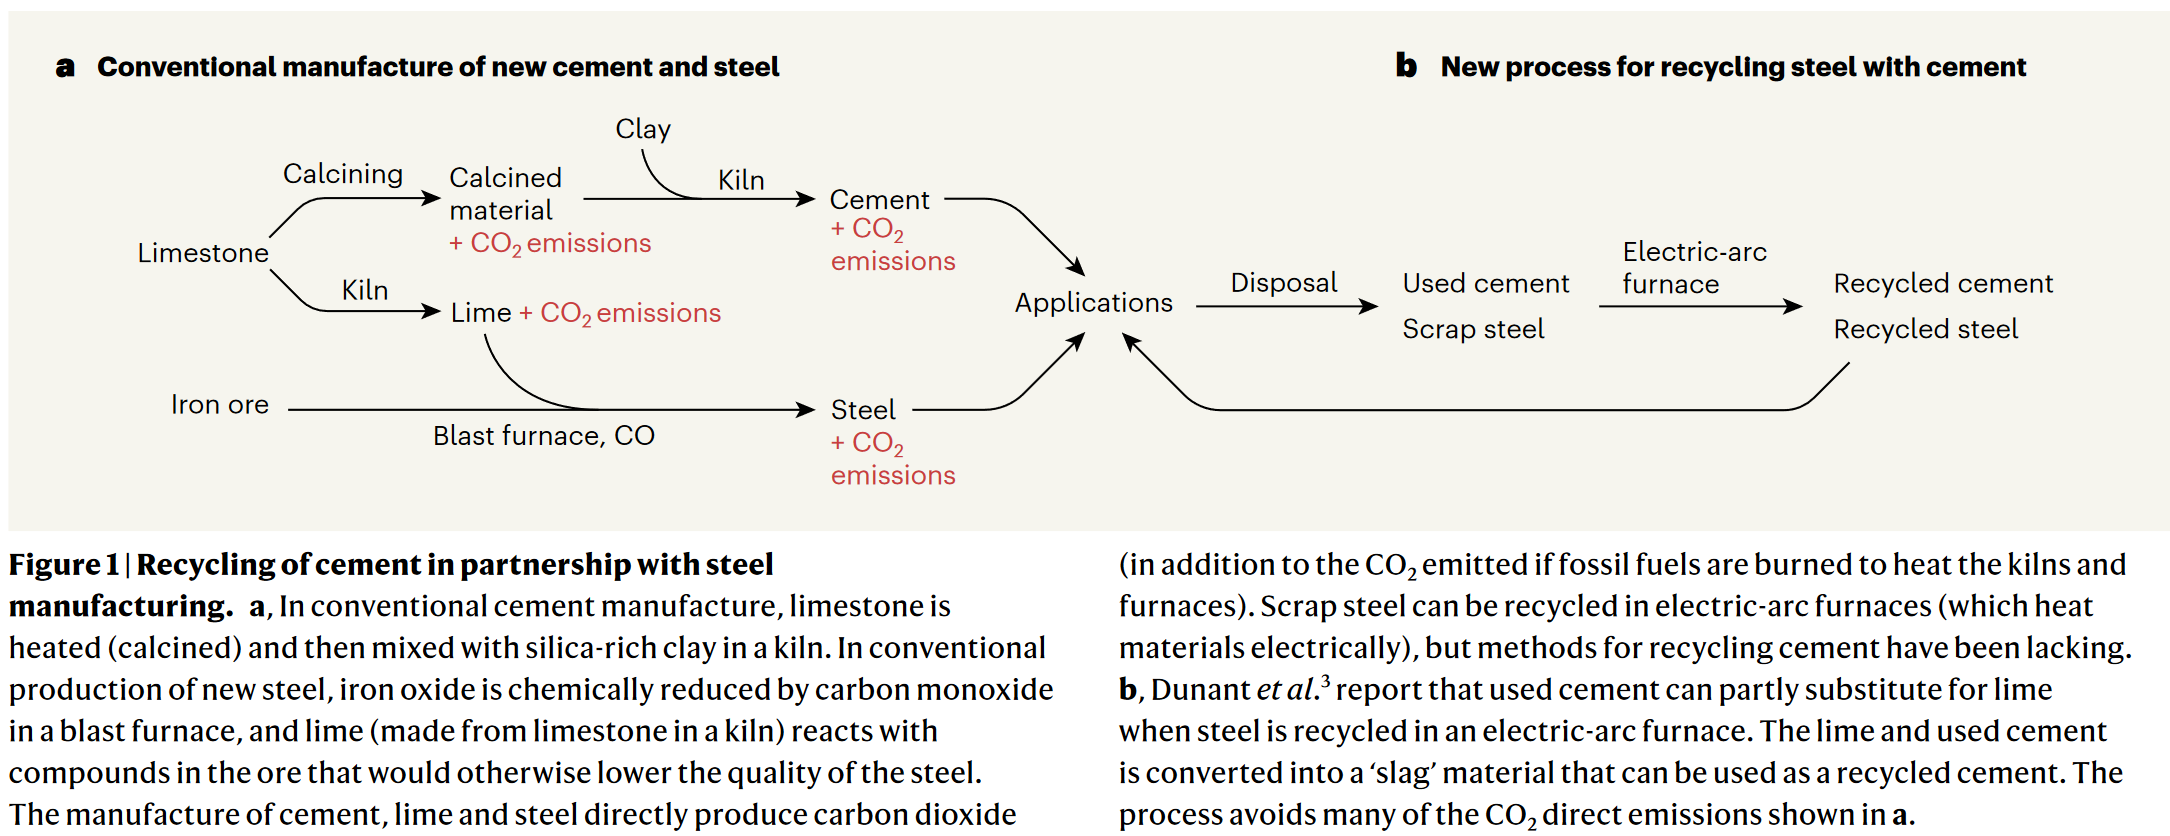 a Conventional manufacture of new cement and steel
b New process for recycling steel with cement
Clay
Calcining
Calcined
material
+ CO₂ emissions
Kiln
Cement
+ CO₂
emissions
Limestone
Kiln
Lime + CO₂ emissions
Iron ore
Blast furnace, CO
Steel
+ CO₂
emissions
Applications
Disposal
Used cement
Scrap steel
Electric-arc
furnace
Recycled cement
Recycled steel
Figure 1 | Recycling of cement in partnership with steel
manufacturing. a, In conventional cement manufacture, limestone is
heated (calcined) and then mixed with silica-rich clay in a kiln. In conventional
production of new steel, iron oxide is chemically reduced by carbon monoxide
in a blast furnace, and lime (made from limestone in a kiln) reacts with
compounds in the ore that would otherwise lower the quality of the steel.
The manufacture of cement, lime and steel directly produce carbon dioxide
(in addition to the CO₂ emitted if fossil fuels are burned to heat the kilns and
furnaces). Scrap steel can be recycled in electric-arc furnaces (which heat
materials electrically), but methods for recycling cement have been lacking.
b, Dunant et al.³ report that used cement can partly substitute for lime
when steel is recycled in an electric-arc furnace. The lime and used cement
is converted into a ‘slag’ material that can be used as a recycled cement. The
process avoids many of the CO₂ direct emissions shown in a.